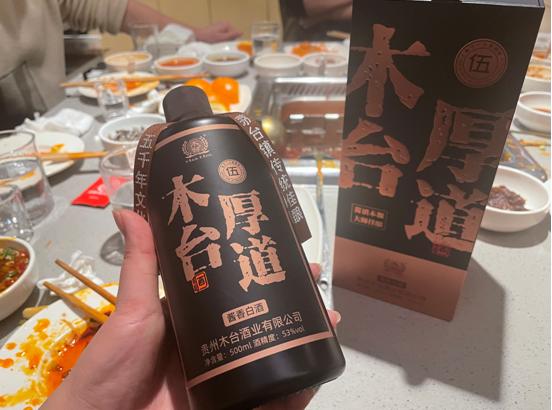 伍
木台
厚道
酱香白酒
贵州木台酒业有限公司
净含量：500ml 酒精度：53%vol
五千年文
台镇传统佳酿
伍
木台
厚道